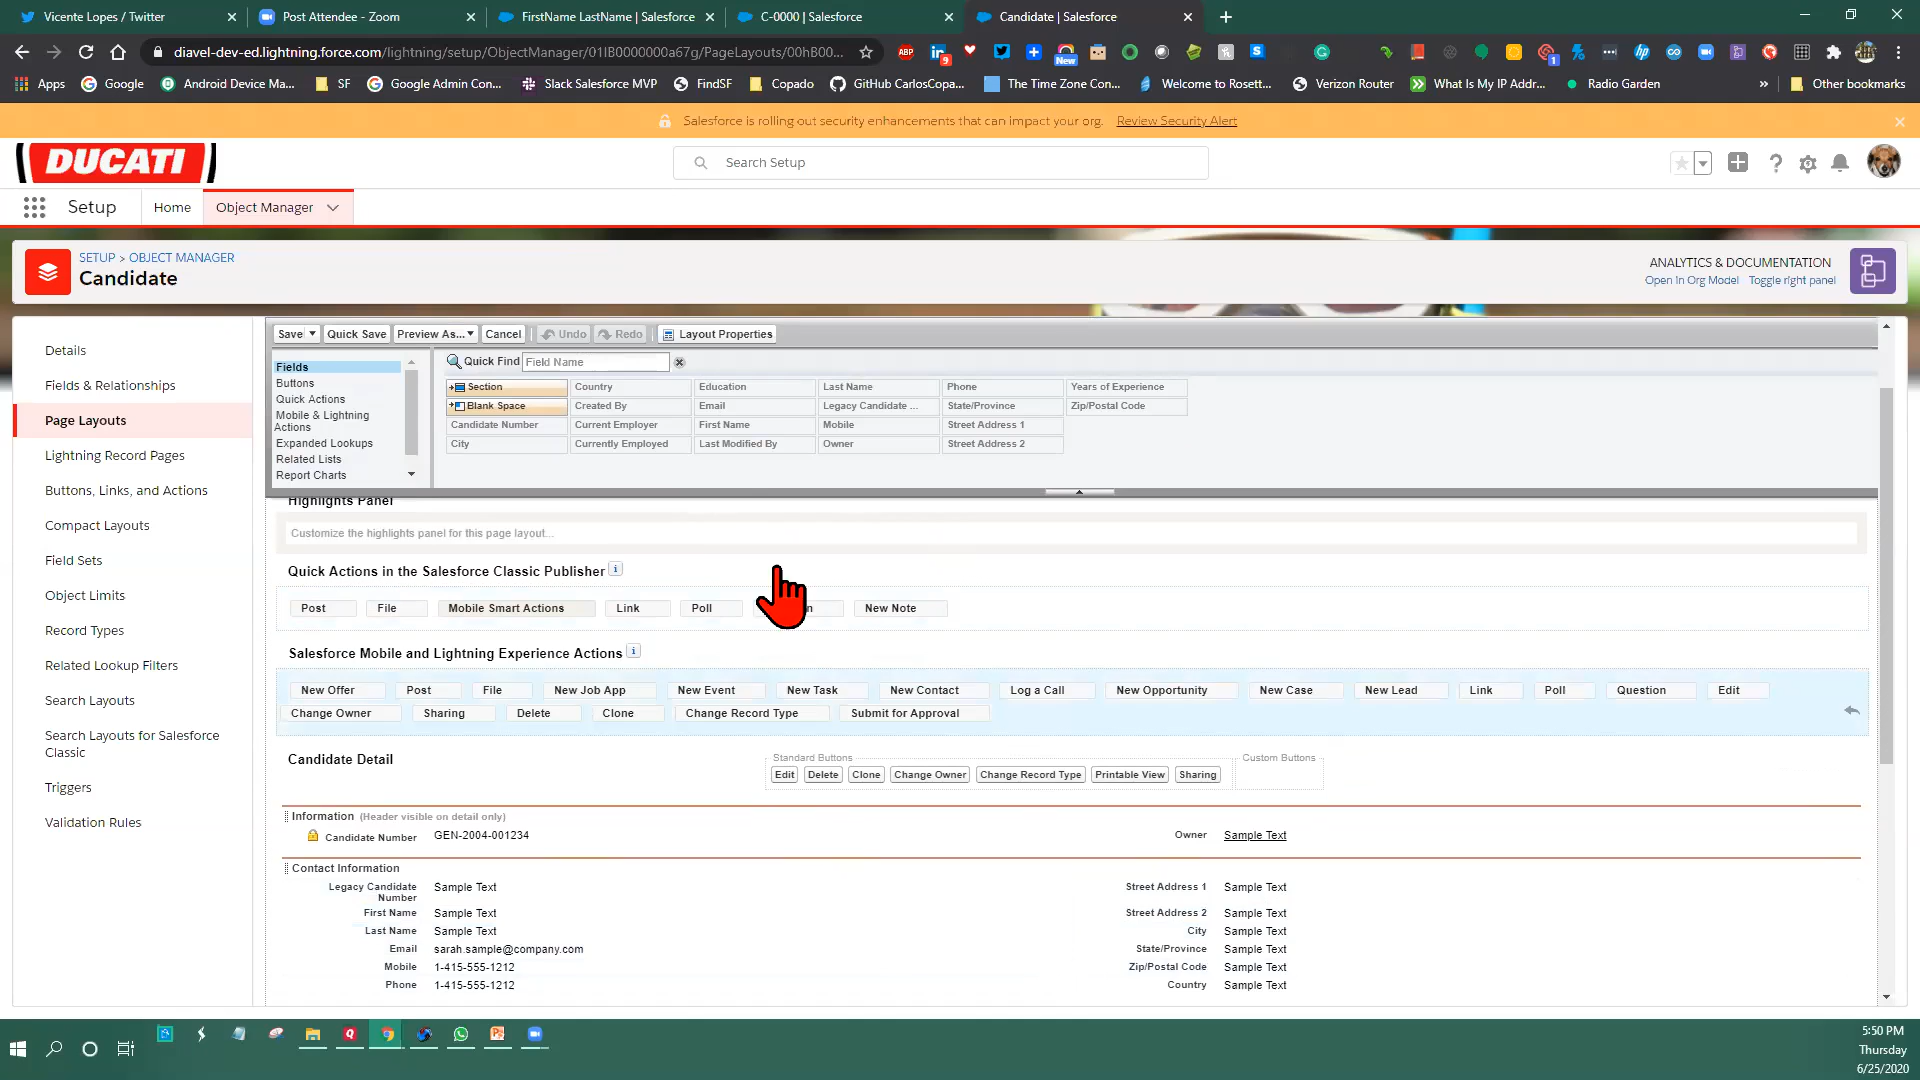 Vicente Lopes / Twitter
Post Attendee - Zoom
FirstName LastName | Salesforce
C-0000 | Salesforce
Candidate | Salesforce
diavel-dev-ed.lightning.force.com/lightning/setup/ObjectManager/01IB0000000a67g/PageLayouts/00hB00...
Apps
Google
Android Device Ma...
SF
Google Admin Con...
Slack Salesforce MVP
FindSF
Copado
GitHub CarlosCopa...
The Time Zone Con...
Welcome to Rosett...
Verizon Router
What Is My IP Addr...
Radio Garden
»
Other bookmarks
Salesforce is rolling out security enhancements that can impact your org. Review Security Alert
DUCATI
Search Setup
Setup
Home
Object Manager
SETUP > OBJECT MANAGER
Candidate
ANALYTICS & DOCUMENTATION
Open In Org Model Toggle right panel
Details
Fields & Relationships
Page Layouts
Lightning Record Pages
Buttons, Links, and Actions
Compact Layouts
Field Sets
Object Limits
Record Types
Related Lookup Filters
Search Layouts
Search Layouts for Salesforce
Classic
Triggers
Validation Rules
Save Quick Save Preview As... Cancel Undo Redo Layout Properties
Fields
Buttons
Quick Actions
Mobile & Lightning
Actions
Expanded Lookups
Related Lists
Report Charts
Quick Find Field Name
Section Country Education Last Name Phone Years of Experience
Blank Space Created By Email Legacy Candidate ... State/Province Zip/Postal Code
Candidate Number Current Employer First Name Mobile Street Address 1
City Currently Employed Last Modified By Owner Street Address 2
Highlights Panel
Customize the highlights panel for this page layout...
Quick Actions in the Salesforce Classic Publisher
Post File Mobile Smart Actions Link Poll New Note
Salesforce Mobile and Lightning Experience Actions
New Offer Post File New Job App New Event New Task New Contact Log a Call New Opportunity New Case New Lead Link Poll Question Edit
Change Owner Sharing Delete Clone Change Record Type Submit for Approval
Candidate Detail
Standard Buttons
Edit Delete Clone Change Owner Change Record Type Printable View Sharing
Custom Buttons
Information (Header visible on detail only)
Candidate Number GEN-2004-001234
Owner Sample Text
Contact Information
Legacy Candidate
Number Sample Text
Street Address 1 Sample Text
First Name Sample Text
Street Address 2 Sample Text
Last Name Sample Text
City Sample Text
Email sarah.sample@company.com
State/Province Sample Text
Mobile 1-415-555-1212
Zip/Postal Code Sample Text
Phone 1-415-555-1212
Country Sample Text
5:50 PM
Thursday
6/25/2020